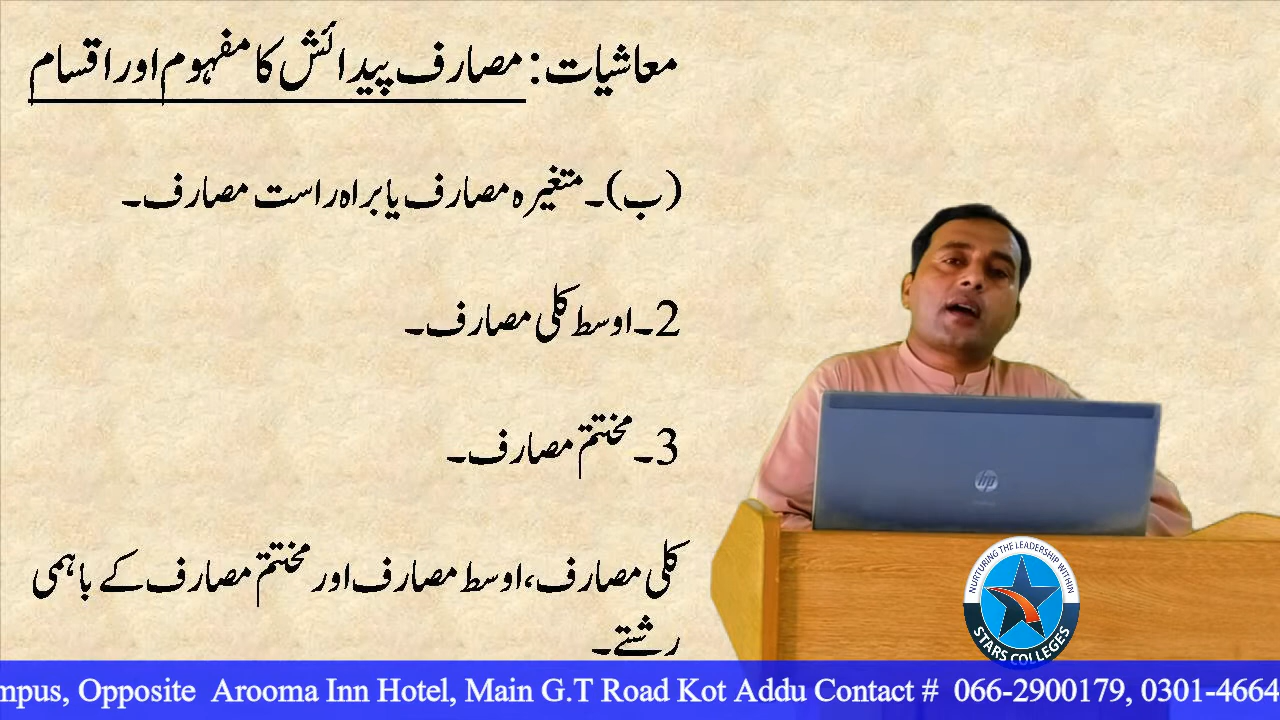 معاشیات: مصارف پیدائش کا مفہوم اور اقسام
(ب)۔ متغیرہ مصارف یا براہ راست مصارف۔
2۔ اوسط کلی مصارف۔
3۔ مختتم مصارف۔
کلی مصارف، اوسط مصارف اور مختتم مصارف کے باہمی
رشتے۔
hp
NURTURING THE LEADERSHIP WITHIN
STARS COLLEGES
mpus, Opposite Arooma Inn Hotel, Main G.T Road Kot Addu Contact # 066-2900179, 0301-4664